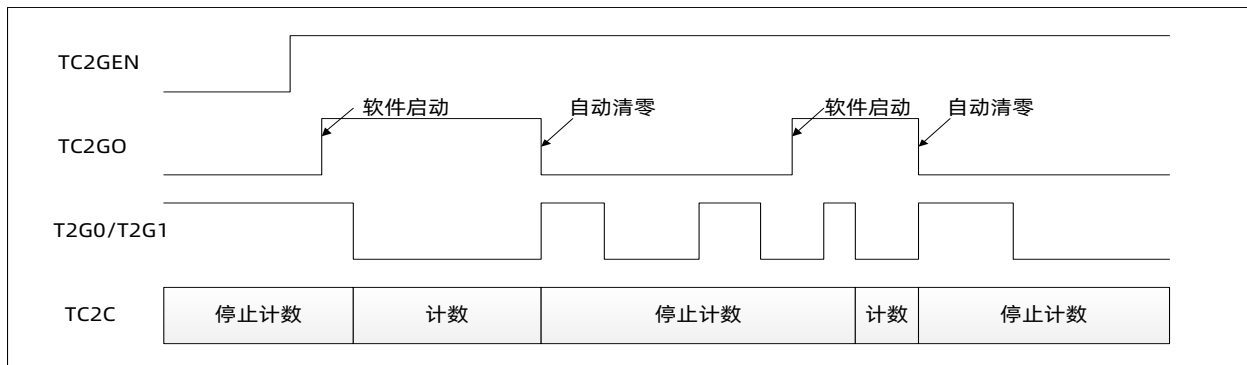 TC2GEN
软件启动 自动清零 软件启动 自动清零
TC2GO
T2G0/T2G1
TC2C 停止计数 计数 停止计数 计数 停止计数